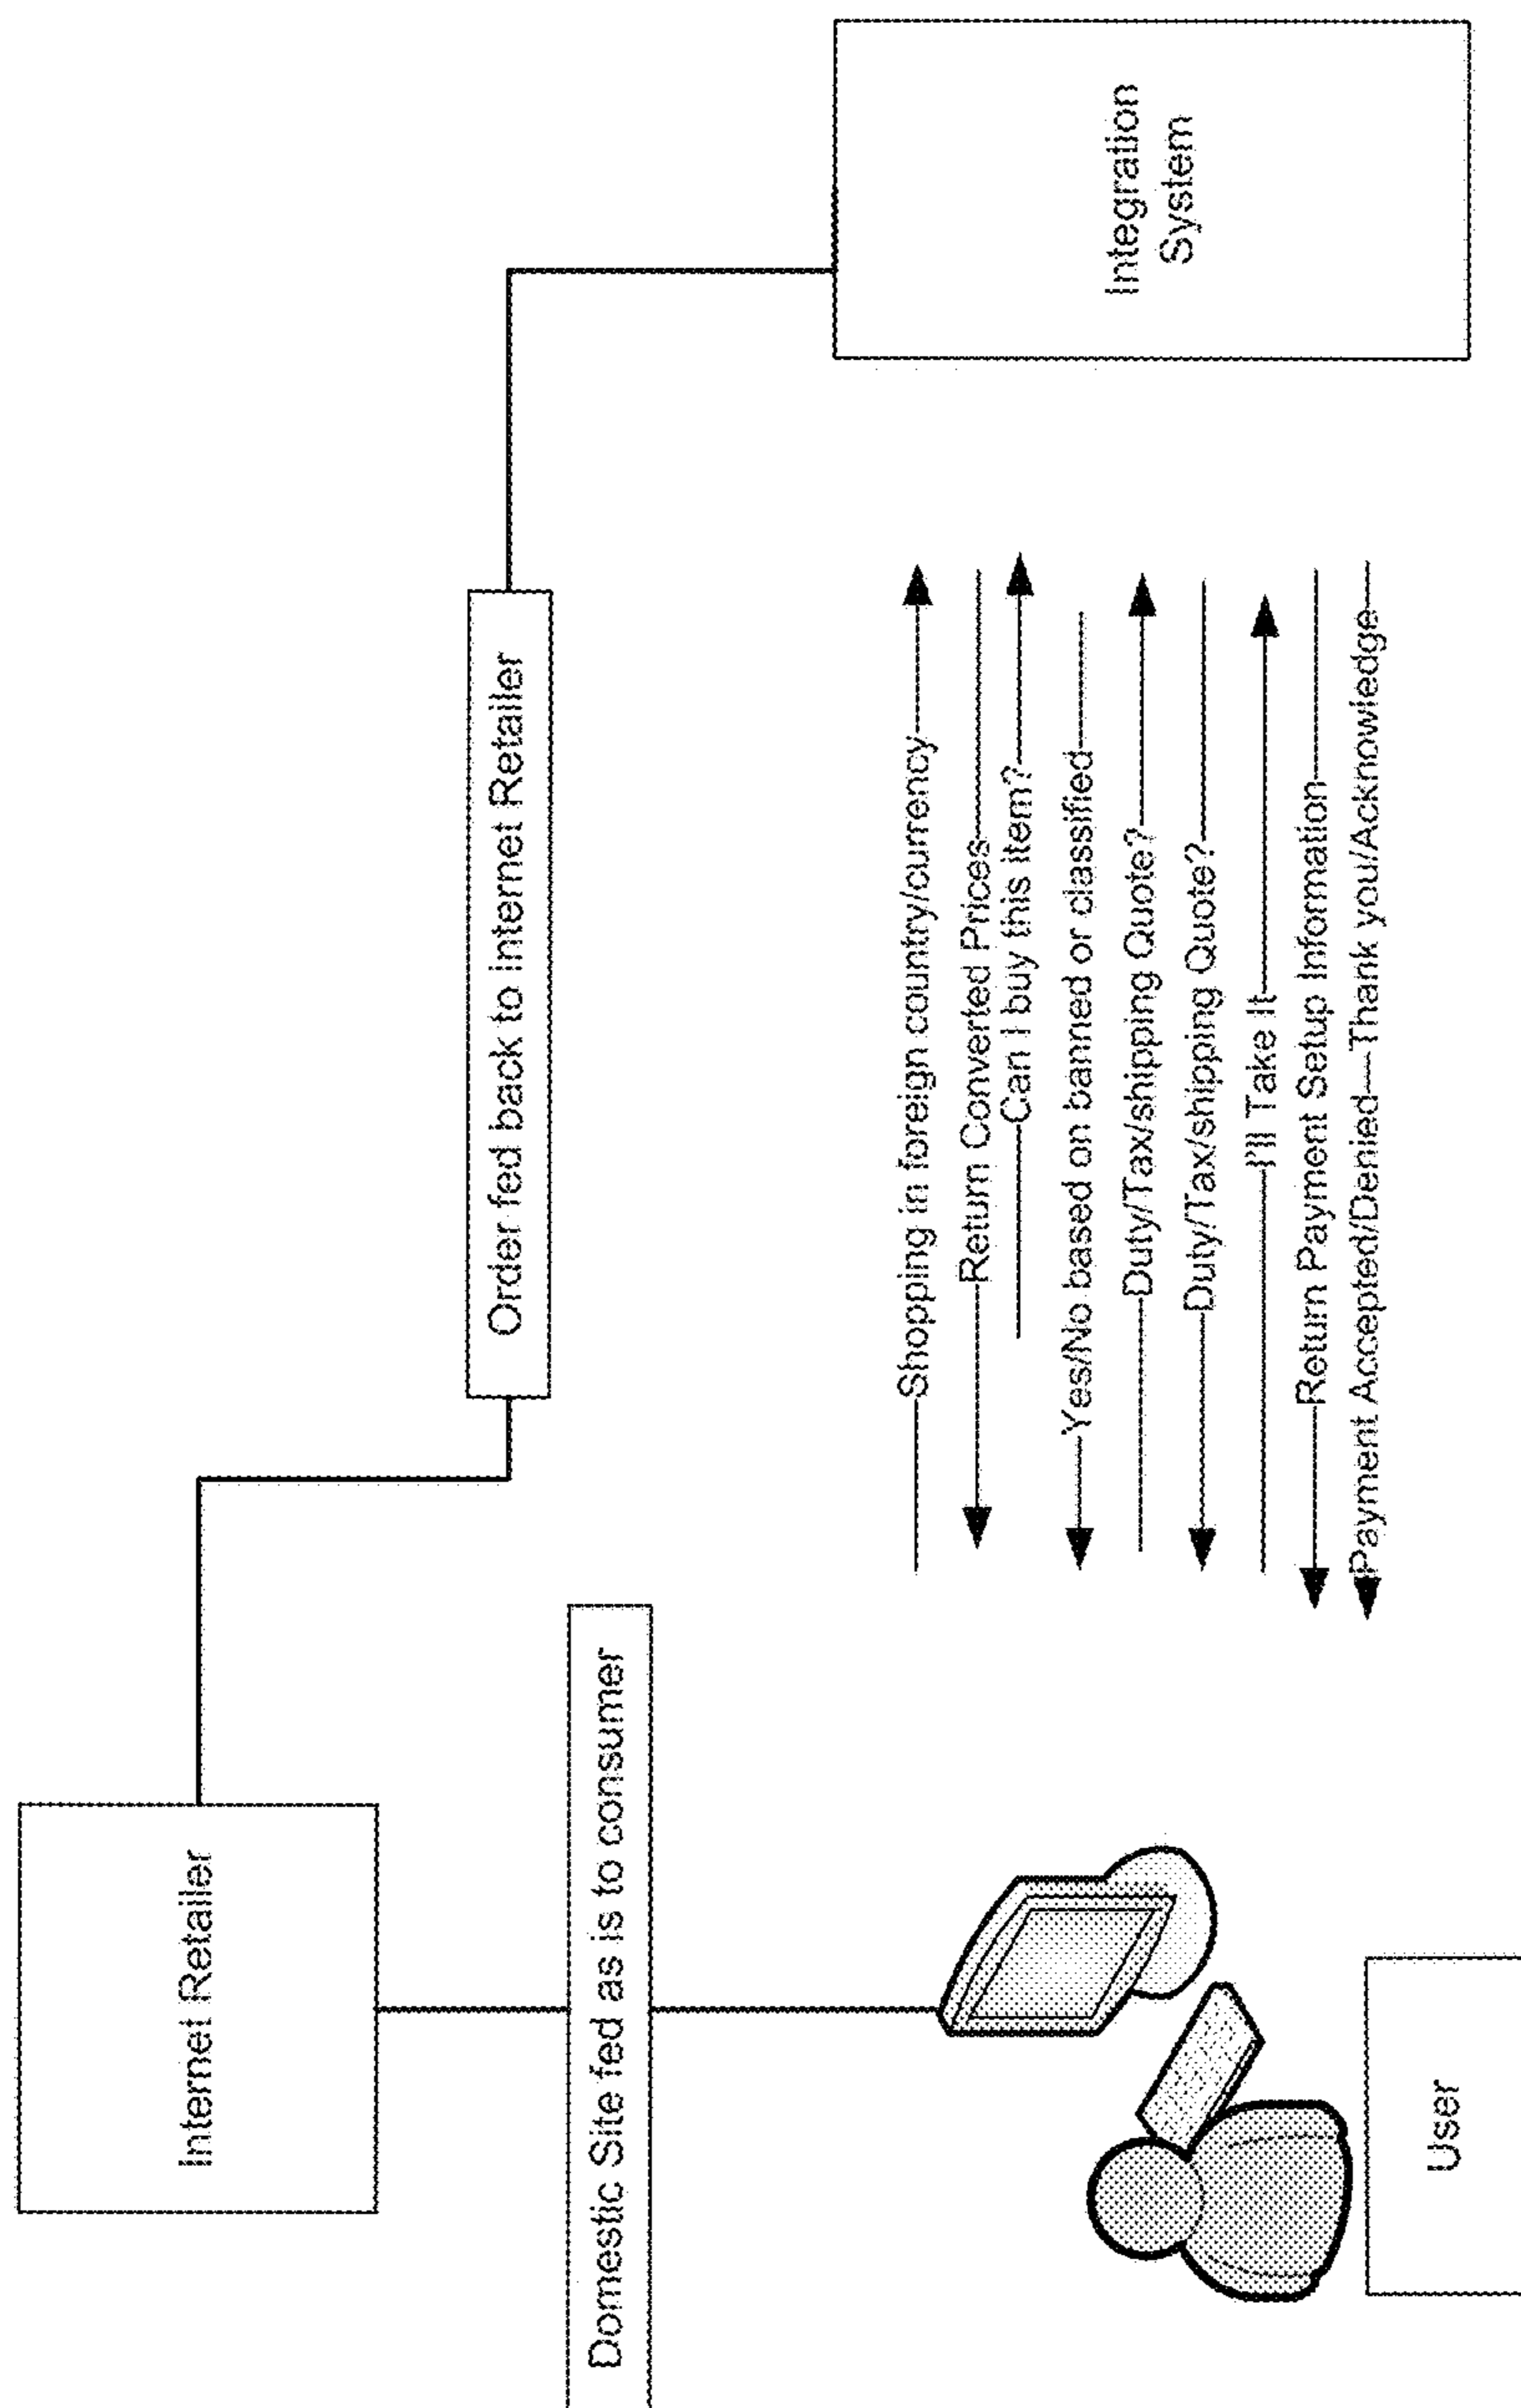 Internet Retailer
Order fed back to Internet Retailer
Domestic Site fed as is to consumer
Integration
System
Shopping in foreign country/currency
Return Converted Prices
Can I buy this item?
Yes/No based on banned or classified
Duty/Tax/shipping Quote?
Duty/Tax/shipping Quote?
I'll Take It
Return Payment Setup Information
Payment Accepted/Denied---Thank you/Acknowledge
User